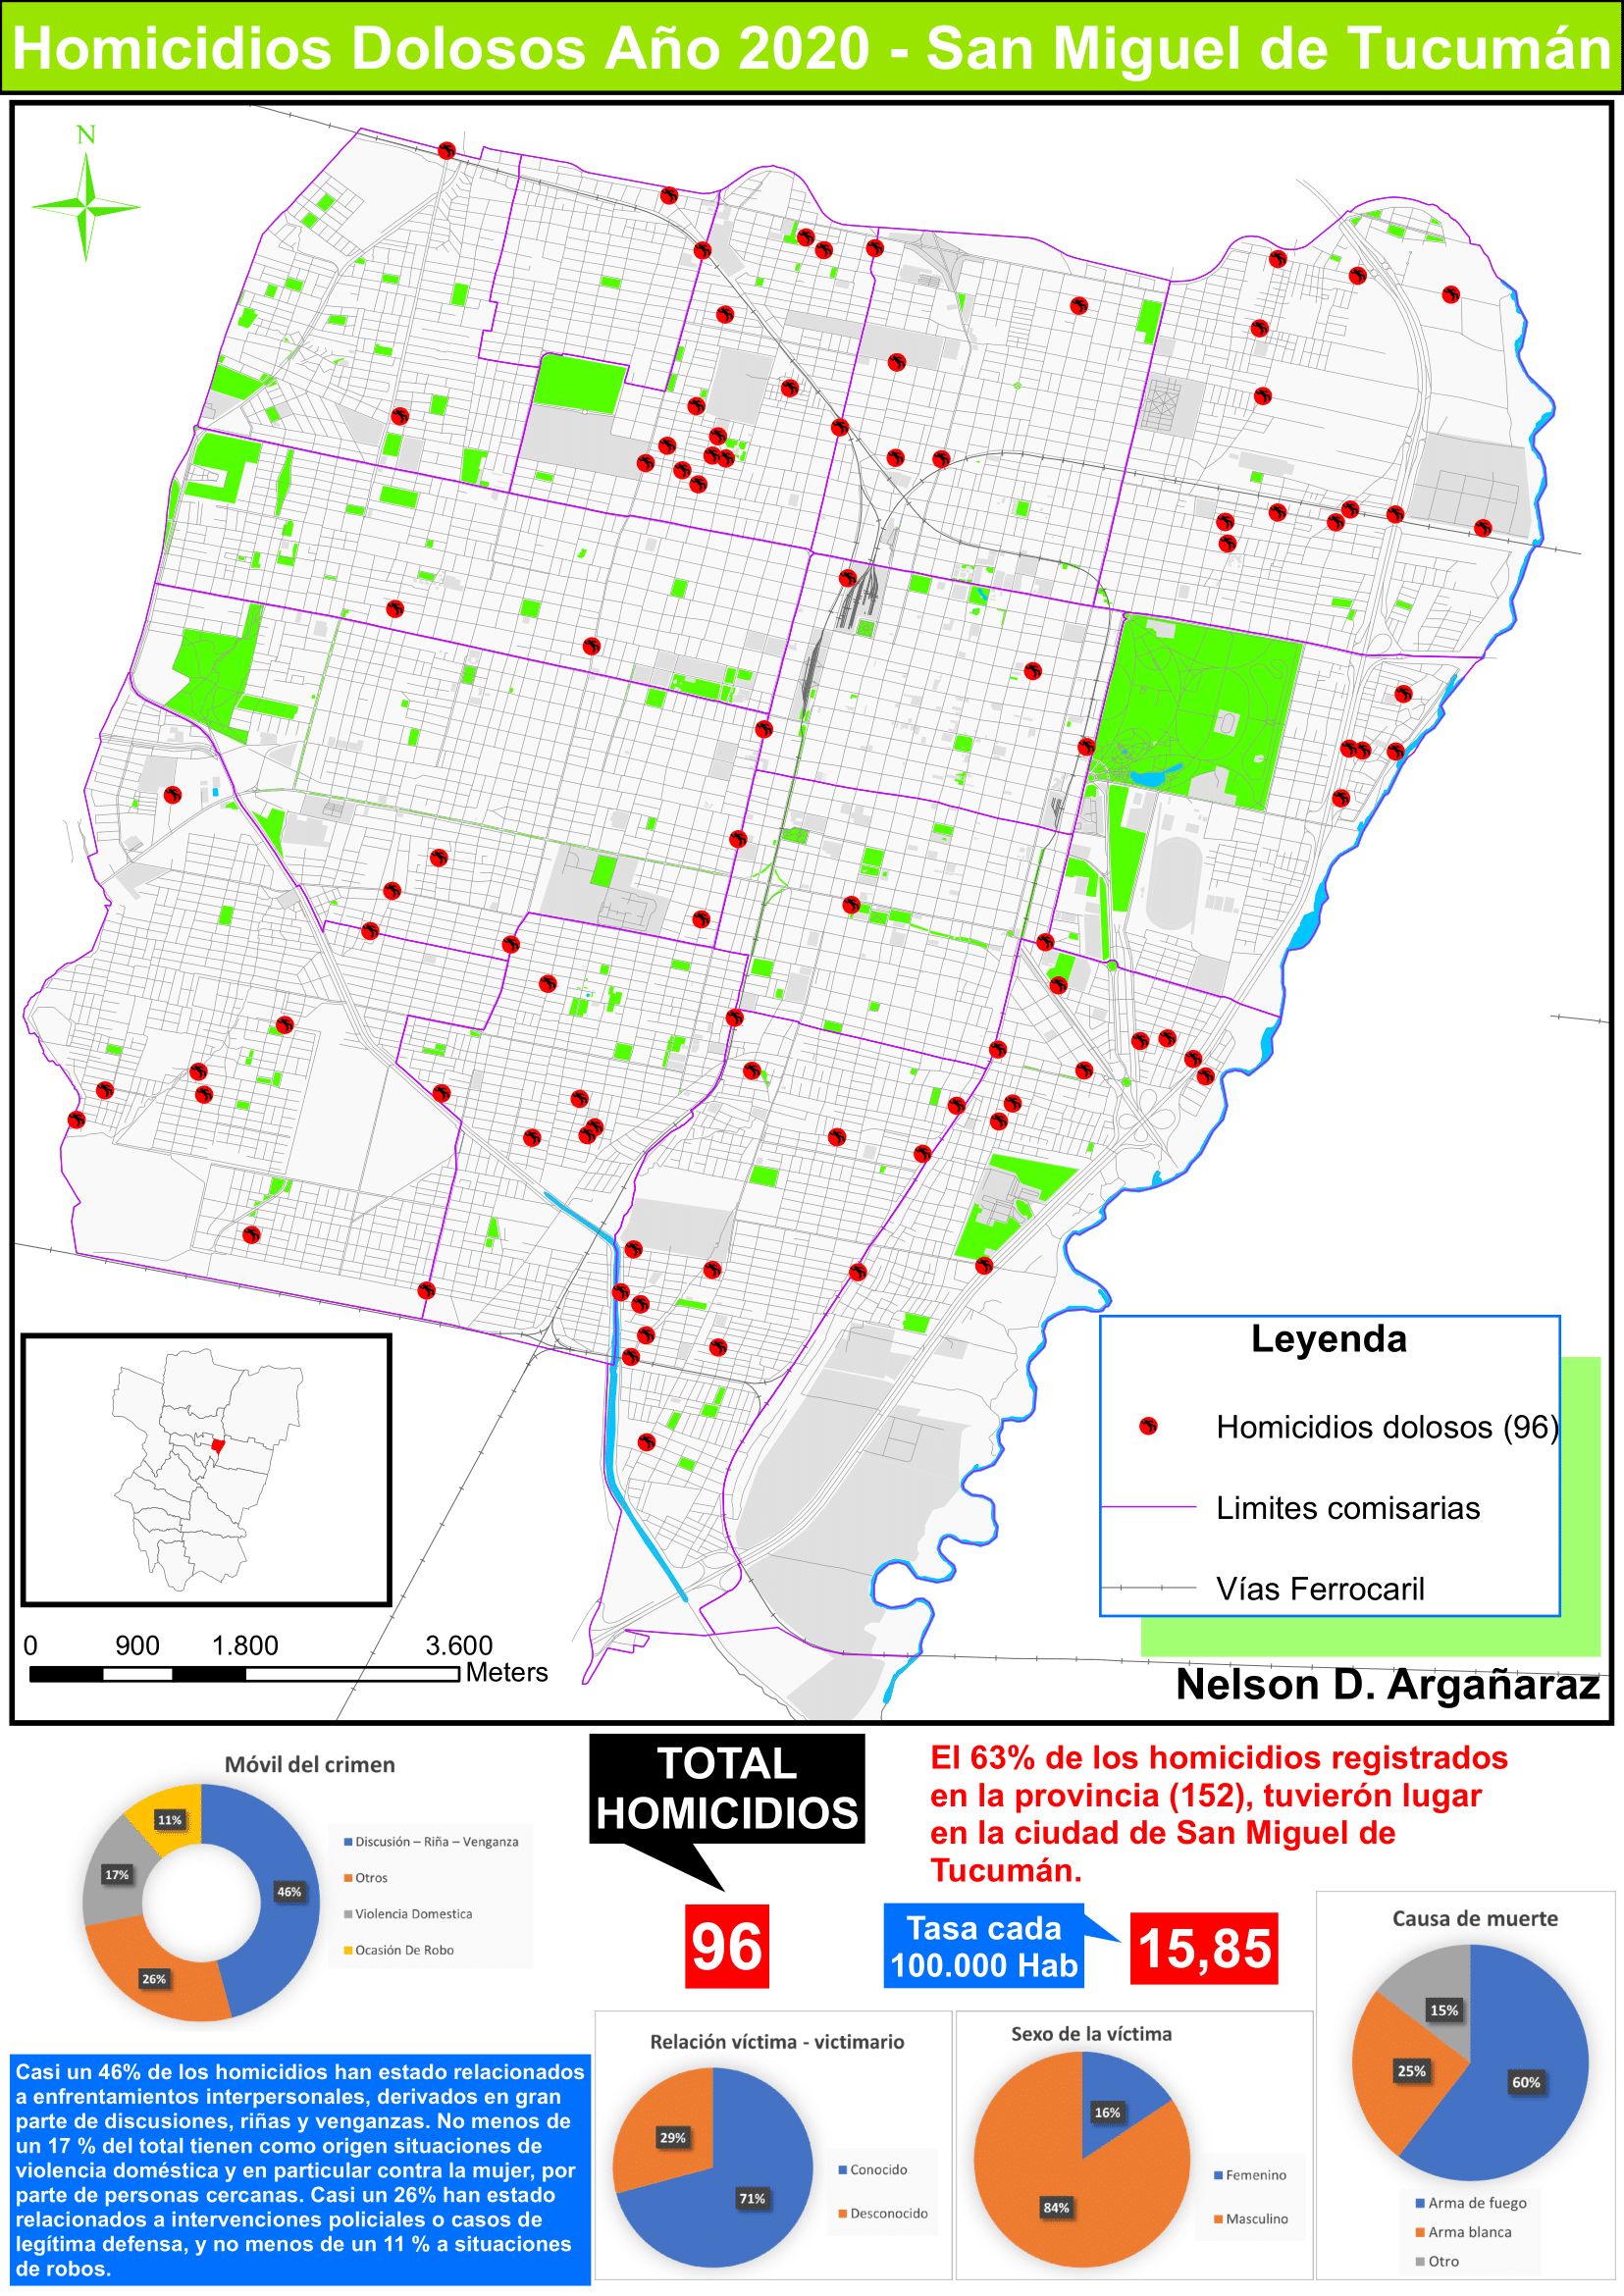 Homicidios Dolosos Año 2020 - San Miguel de Tucumán
N
Leyenda
Homicidios dolosos (96)
Limites comisarias
Vías Ferrocaril
0 900 1.800 3.600
Meters
Nelson D. Argañaraz
Móvil del crimen
11%
17%
46%
26%
Discusión – Riña – Venganza
Otros
Violencia Domestica
Ocasión De Robo
TOTAL
HOMICIDIOS
96
El 63% de los homicidios registrados
en la provincia (152), tuvierón lugar
en la ciudad de San Miguel de
Tucumán.
Tasa cada
100.000 Hab
15,85
Casi un 46% de los homicidios han estado relacionados
a enfrentamientos interpersonales, derivados en gran
parte de discusiones, riñas y venganzas. No menos de
un 17 % del total tienen como origen situaciones de
violencia doméstica y en particular contra la mujer, por
parte de personas cercanas. Casi un 26% han estado
relacionados a intervenciones policiales o casos de
legítima defensa, y no menos de un 11 % a situaciones
de robos.
Relación víctima - victimario
29%
71%
Conocido
Desconocido
Sexo de la víctima
16%
84%
Femenino
Masculino
Causa de muerte
15%
25%
60%
Arma de fuego
Arma blanca
Otro